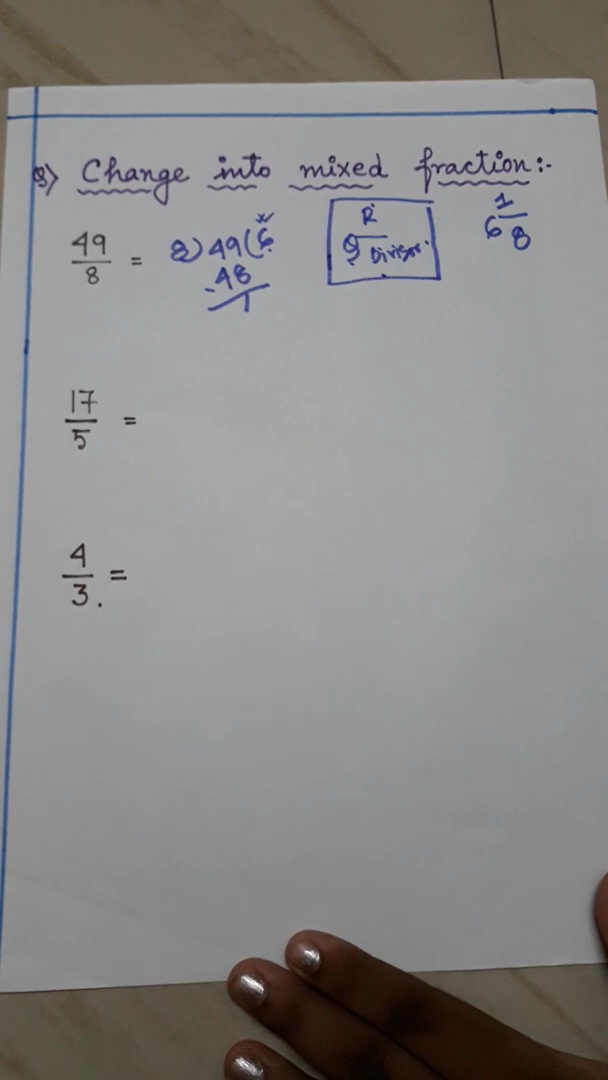 Q) Change into mixed fraction:-
49/8 = 8)49(6
-48
1
R
Q Divisor
6 1/8
17/5 =
4/3 =